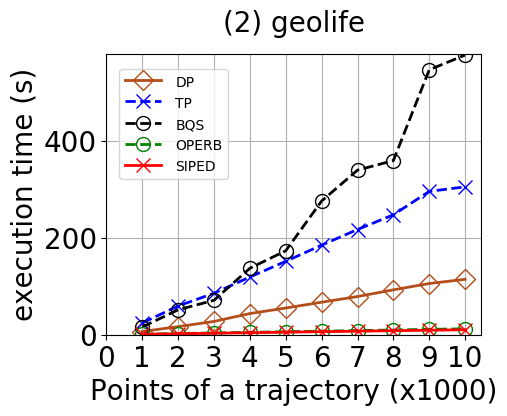 (2) geolife
execution time (s)
400
200
0
DP
TP
BQS
OPERB
SIPED
0 1 2 3 4 5 6 7 8 9 10
Points of a trajectory (x1000)